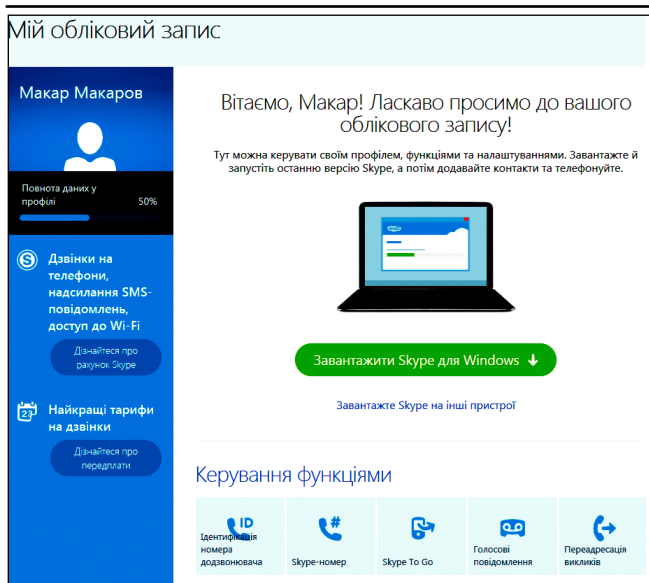 Мій обліковий запис
Макар Макаров
Повнота даних у
профілі 50%
Дзвінки на
телефони,
надсилання SMS-
повідомлень,
доступ до Wi-Fi
Дізнайтеся про
рахунок Skype
23
Найкращі тарифи
на дзвінки
Дізнайтеся про
передплати
Вітаємо, Макар! Ласкаво просимо до вашого
облікового запису!
Тут можна керувати своїм профілем, функціями та налаштуваннями. Завантажте й
запустіть останню версію Skype, а потім додавайте контакти та телефонуйте.
skype
Завантажити Skype для Windows
Завантажте Skype на інші пристрої
Керування функціями
ID
Ідентифікація
номера
додзвонювача
#
Skype-номер
Skype To Go
Голосові
повідомлення
Переадресація
викликів